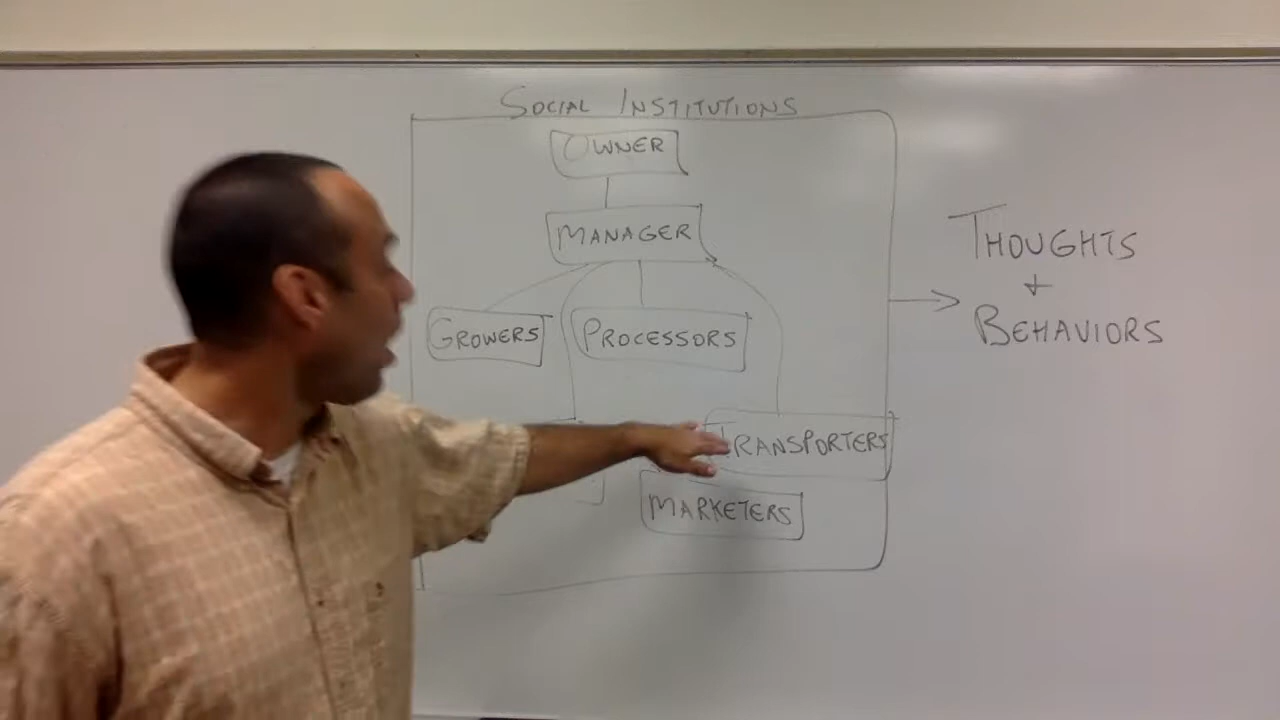 SOCIAL INSTITUTIONS
OWNER
MANAGER
GROWERS
PROCESSORS
TRANSPORTERS
MARKETERS
THOUGHTS
+
BEHAVIORS